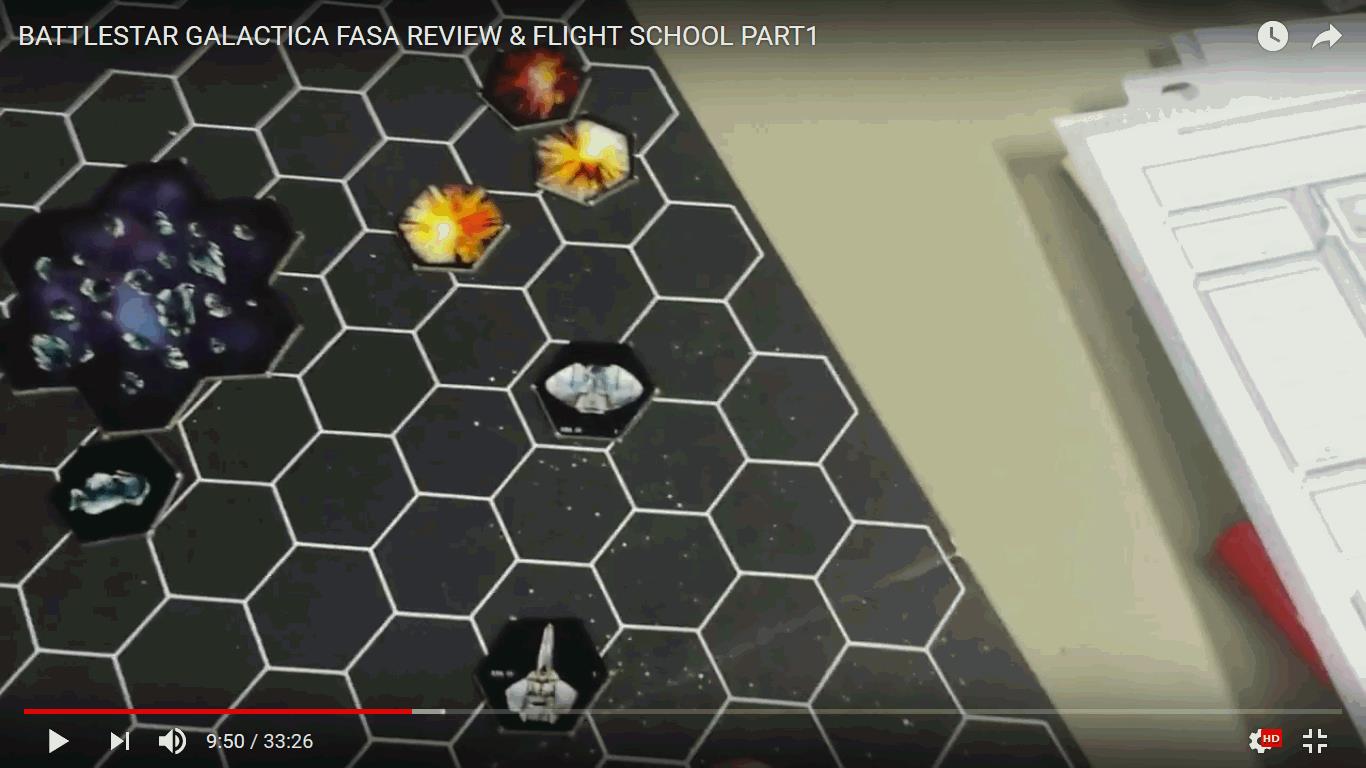 BATTLESTAR GALACTICA FASA REVIEW & FLIGHT SCHOOL PART1
9:50 / 33:26
HD